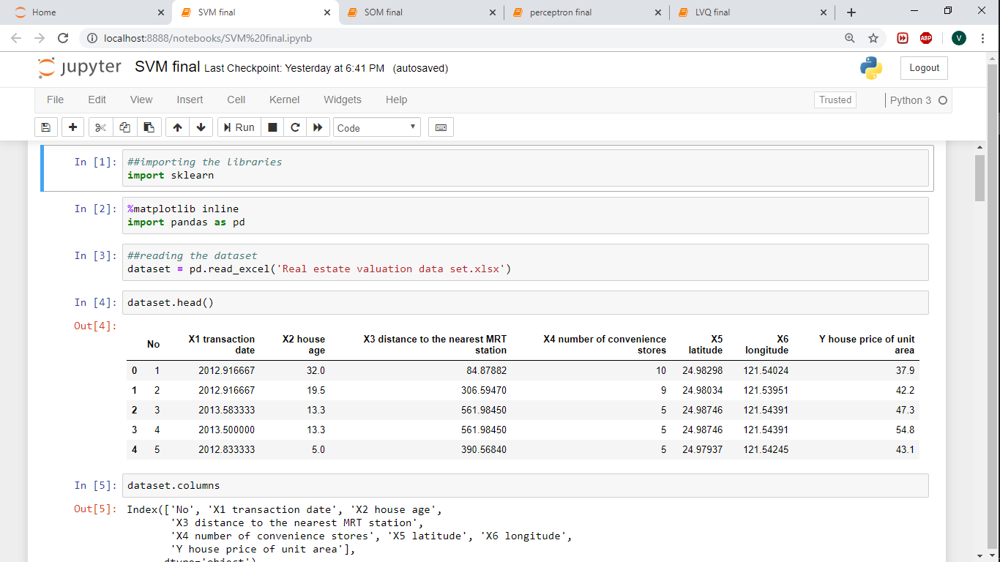 Home
SVM final
SOM final
perceptron final
LVQ final
localhost:8888/notebooks/SVM%20final.ipynb
ABP
V
jupyter SVM final Last Checkpoint: Yesterday at 6:41 PM (autosaved)
Logout
File Edit View Insert Cell Kernel Widgets Help
Trusted
Python 3
Run
Code
In [1]: ##importing the libraries
import sklearn
In [2]: %matplotlib inline
import pandas as pd
In [3]: ##reading the dataset
dataset = pd.read_excel('Real estate valuation data set.xlsx')
In [4]: dataset.head()
Out[4]:
No X1 transaction date X2 house age X3 distance to the nearest MRT station X4 number of convenience stores X5 latitude X6 longitude Y house price of unit area
0 1 2012.916667 32.0 84.87882 10 24.98298 121.54024 37.9
1 2 2012.916667 19.5 306.59470 9 24.98034 121.53951 42.2
2 3 2013.583333 13.3 561.98450 5 24.98746 121.54391 47.3
3 4 2013.500000 13.3 561.98450 5 24.98746 121.54391 54.8
4 5 2012.833333 5.0 390.56840 5 24.97937 121.54245 43.1
In [5]: dataset.columns
Out[5]: Index(['No', 'X1 transaction date', 'X2 house age',
'X3 distance to the nearest MRT station',
'X4 number of convenience stores', 'X5 latitude', 'X6 longitude',
'Y house price of unit area'],
dtype='object')